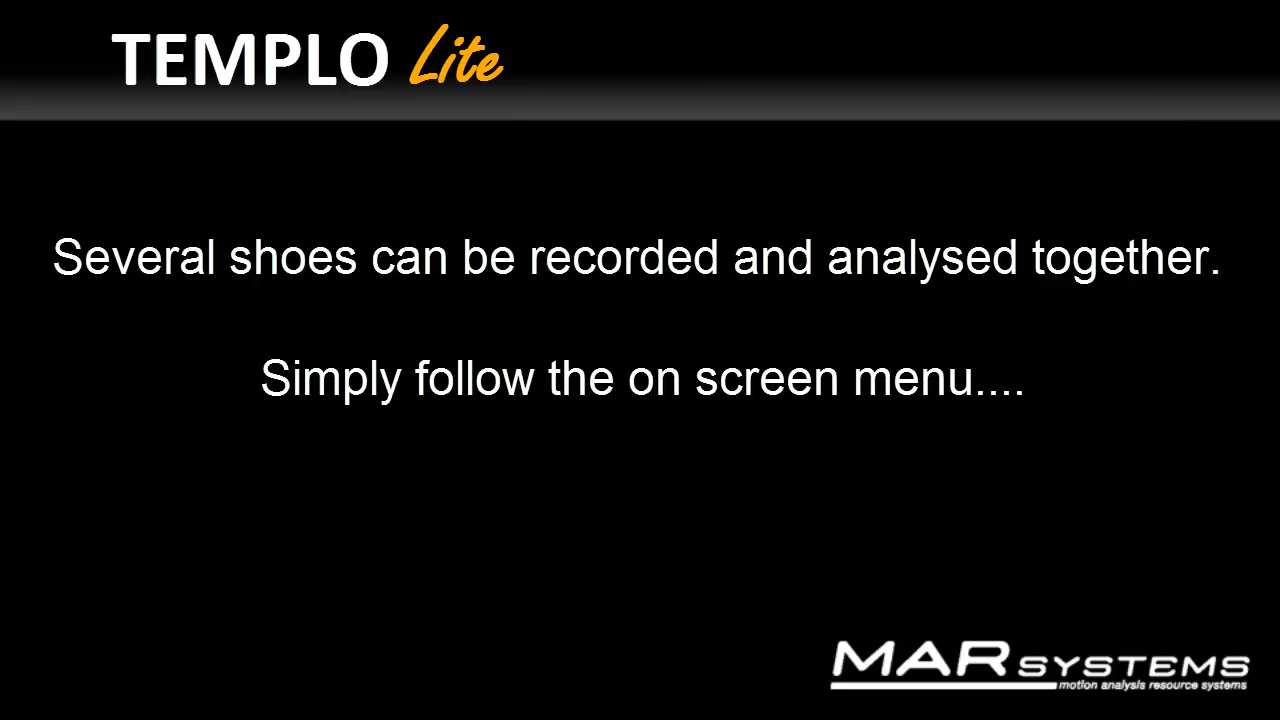 TEMPLO Lite
Several shoes can be recorded and analysed together.
Simply follow the on screen menu....
MAR SYSTEMS
motion analysis resource systems